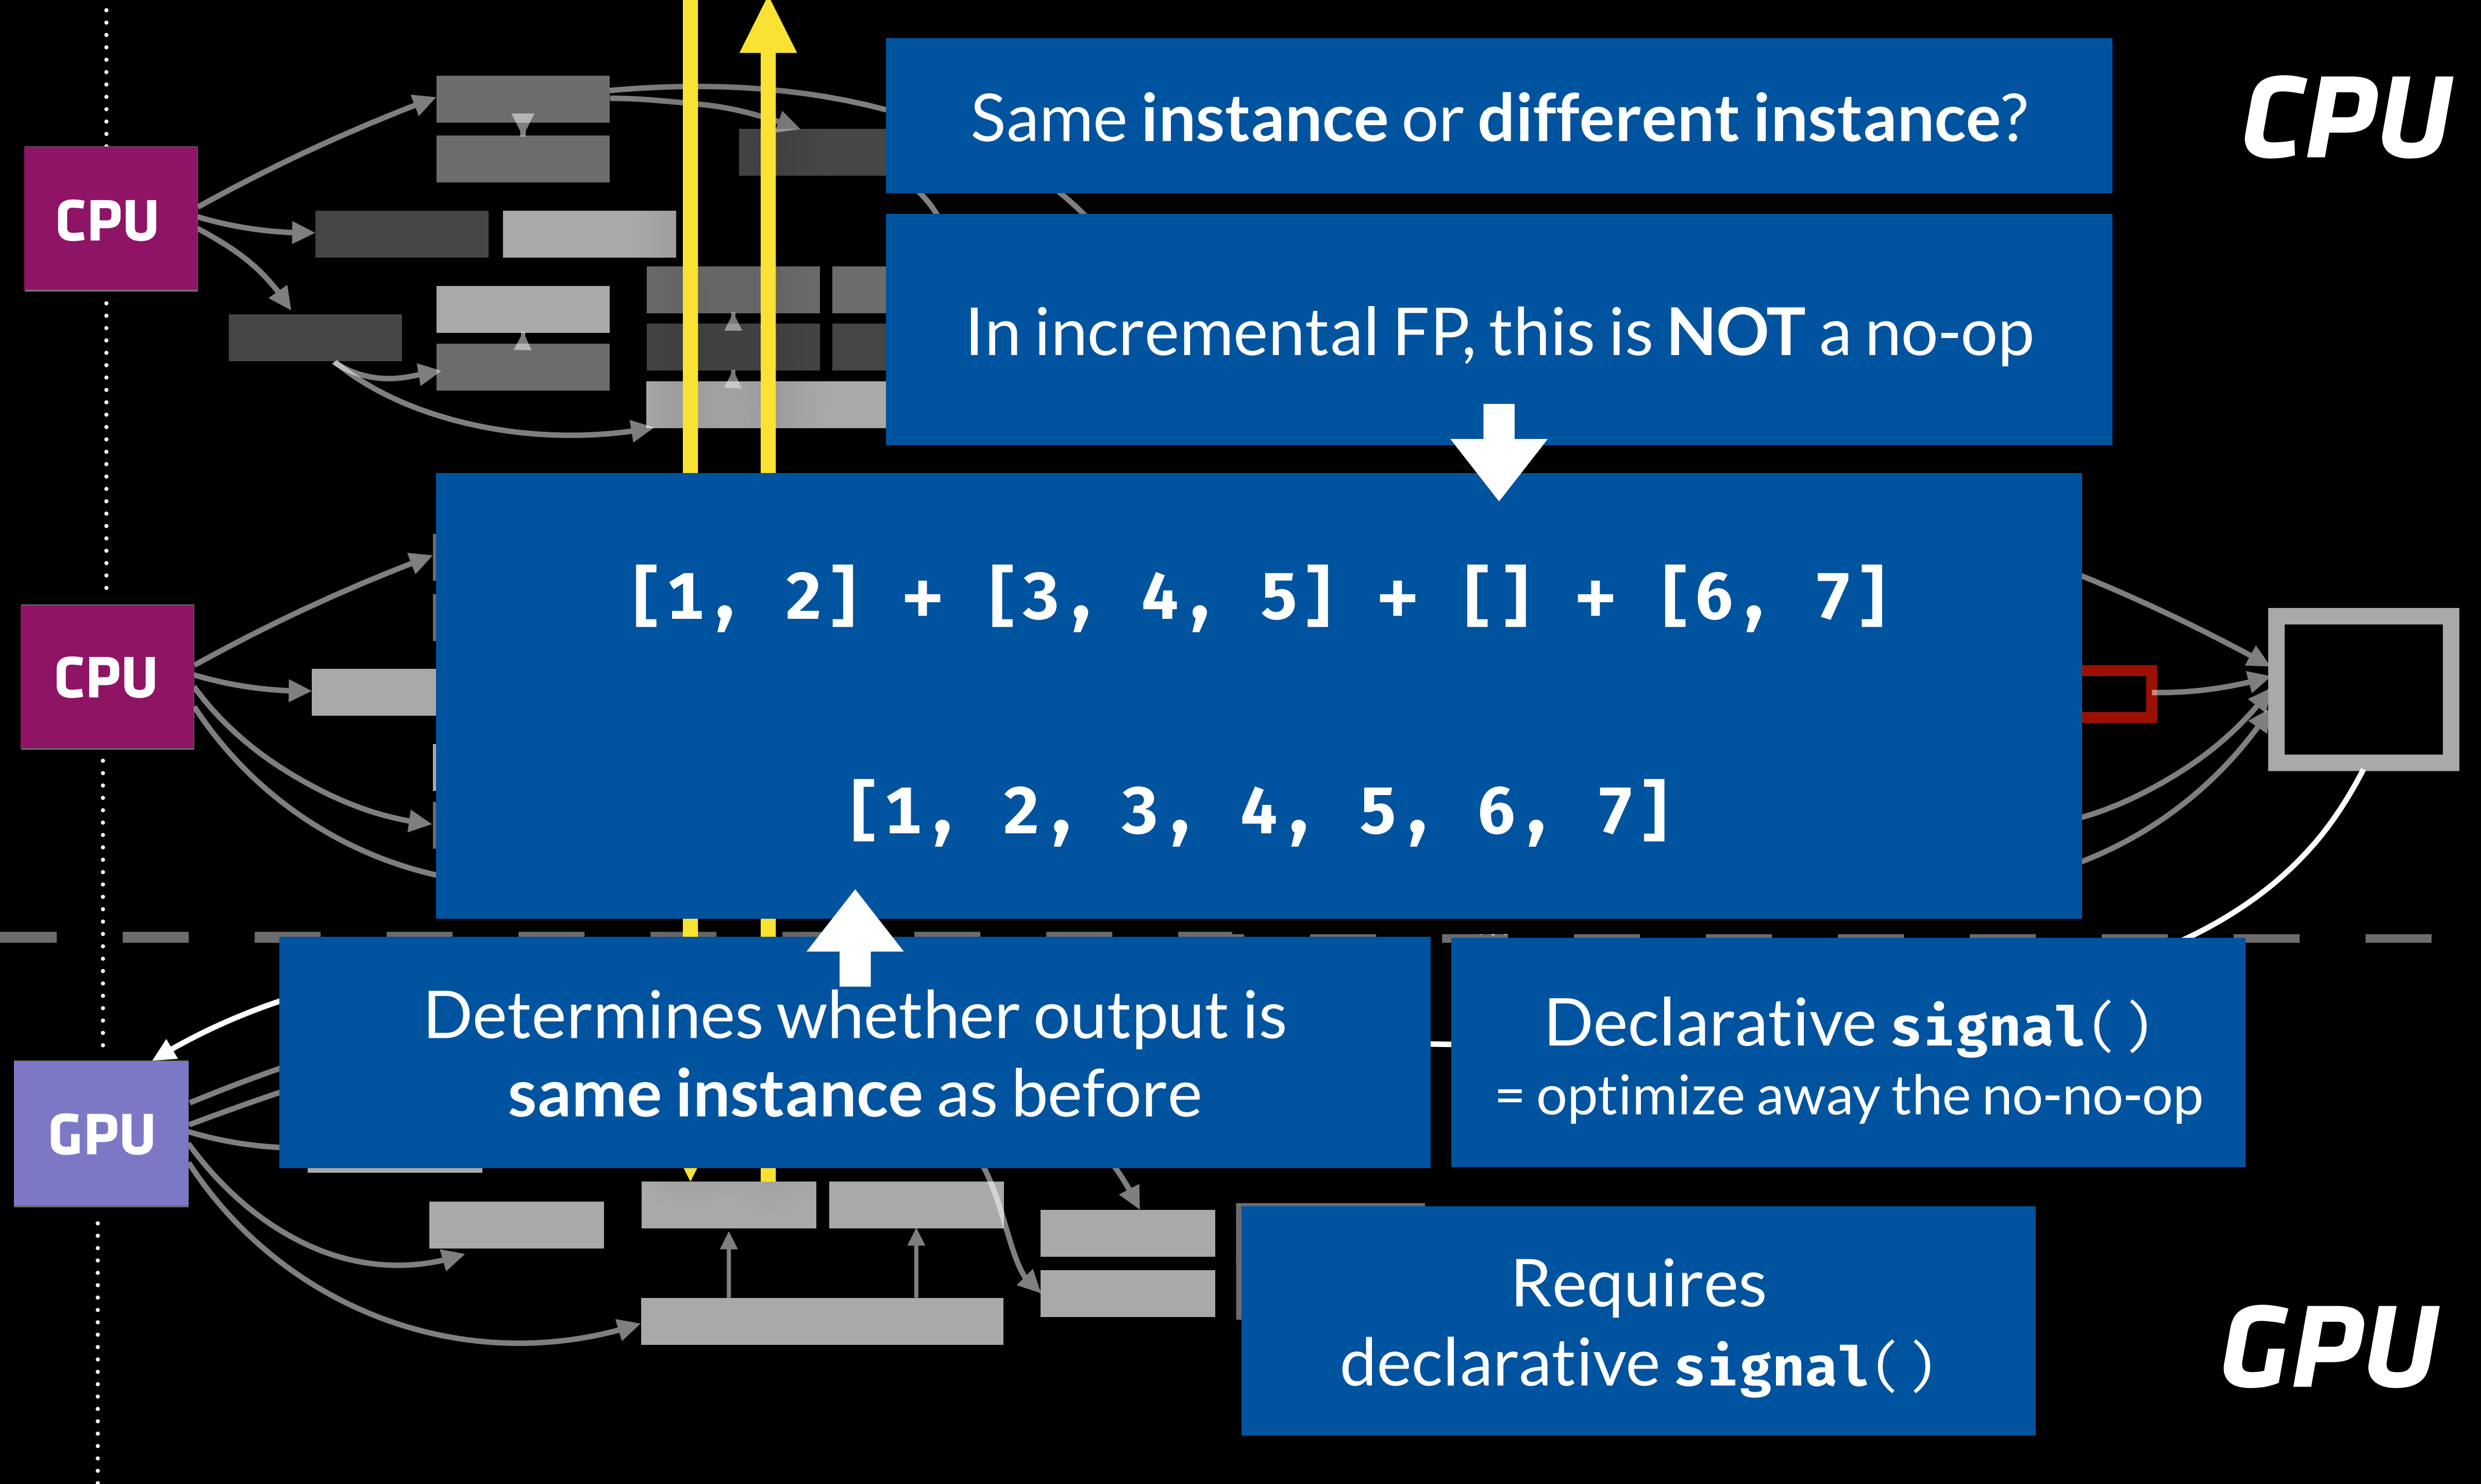 Same instance or different instance?
CPU
CPU
In incremental FP, this is NOT a no-op
[1, 2] + [3, 4, 5] + [] + [6, 7]
CPU
[1, 2, 3, 4, 5, 6, 7]
Determines whether output is
same instance as before
Declarative signal()
= optimize away the no-no-op
GPU
Requires
declarative signal()
GPU